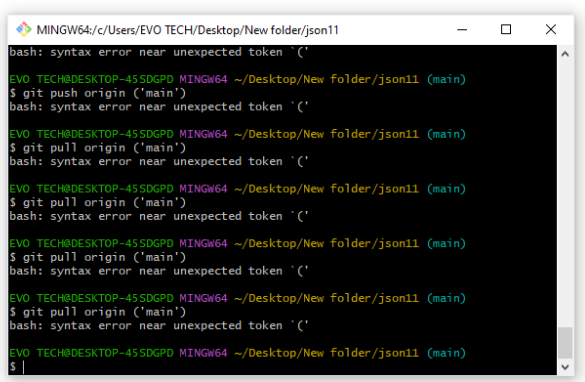 MINGW64:/c/Users/EVO TECH/Desktop/New folder/json11
bash: syntax error near unexpected token `('
EVO TECH@DESKTOP-45SDGPD MINGW64 ~/Desktop/New folder/json11 (main)
$ git push origin ('main')
bash: syntax error near unexpected token `('
EVO TECH@DESKTOP-45SDGPD MINGW64 ~/Desktop/New folder/json11 (main)
$ git pull origin ('main')
bash: syntax error near unexpected token `('
EVO TECH@DESKTOP-45SDGPD MINGW64 ~/Desktop/New folder/json11 (main)
$ git pull origin ('main')
bash: syntax error near unexpected token `('
EVO TECH@DESKTOP-45SDGPD MINGW64 ~/Desktop/New folder/json11 (main)
$ git pull origin ('main')
bash: syntax error near unexpected token `('
EVO TECH@DESKTOP-45SDGPD MINGW64 ~/Desktop/New folder/json11 (main)
$ git pull origin ('main')
bash: syntax error near unexpected token `('
EVO TECH@DESKTOP-45SDGPD MINGW64 ~/Desktop/New folder/json11 (main)
$